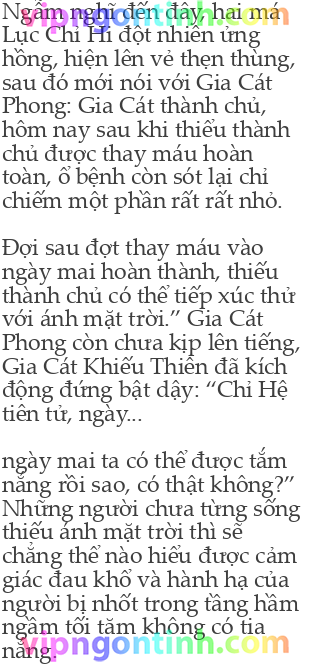 Ngẫm nghĩ đến đây, hai má
vipngontinh.com
Lục Chỉ Hi đột nhiên ửng
hồng, hiện lên vẻ thẹn thùng,
sau đó mới nói với Gia Cát
Phong: Gia Cát thành chủ,
hôm nay sau khi thiếu thành
chủ được thay máu hoàn
toàn, ổ bệnh còn sót lại chỉ
chiếm một phần rất rất nhỏ.
Đợi sau đợt thay máu vào
ngày mai hoàn thành, thiếu
thành chủ có thể tiếp xúc thử
với ánh mặt trời.” Gia Cát
Phong còn chưa kịp lên tiếng,
Gia Cát Khiếu Thiên đã kích
động đứng bật dậy: “Chỉ Hệ
tiên tử, ngày...
ngày mai ta có thể được tắm
nắng rồi sao, có thật không?”
Những người chưa từng sống
thiếu ánh mặt trời thì sẽ
chẳng thể nào hiểu được cảm
giác đau khổ và hành hạ của
người bị nhốt trong tầng hầm
ngầm tối tăm không có tia
nắng.
vipngontinh.com